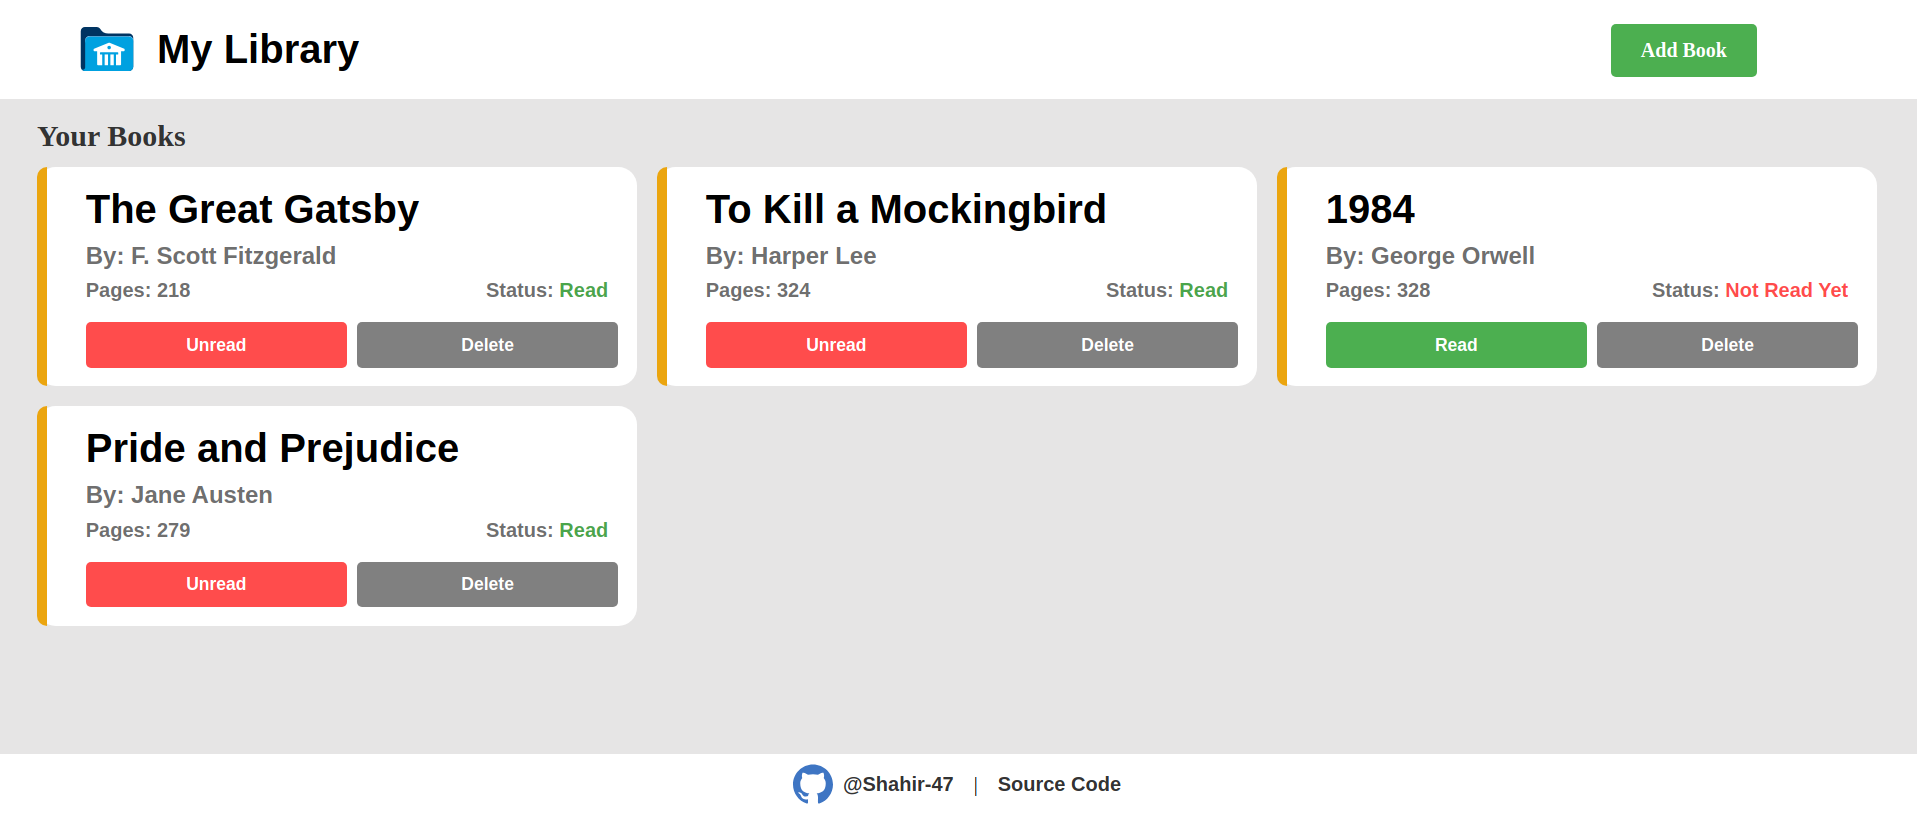 My Library
Add Book
Your Books
The Great Gatsby
By: F. Scott Fitzgerald
Pages: 218 Status: Read
Unread Delete
To Kill a Mockingbird
By: Harper Lee
Pages: 324 Status: Read
Unread Delete
1984
By: George Orwell
Pages: 328 Status: Not Read Yet
Read Delete
Pride and Prejudice
By: Jane Austen
Pages: 279 Status: Read
Unread Delete
@Shahir-47 | Source Code